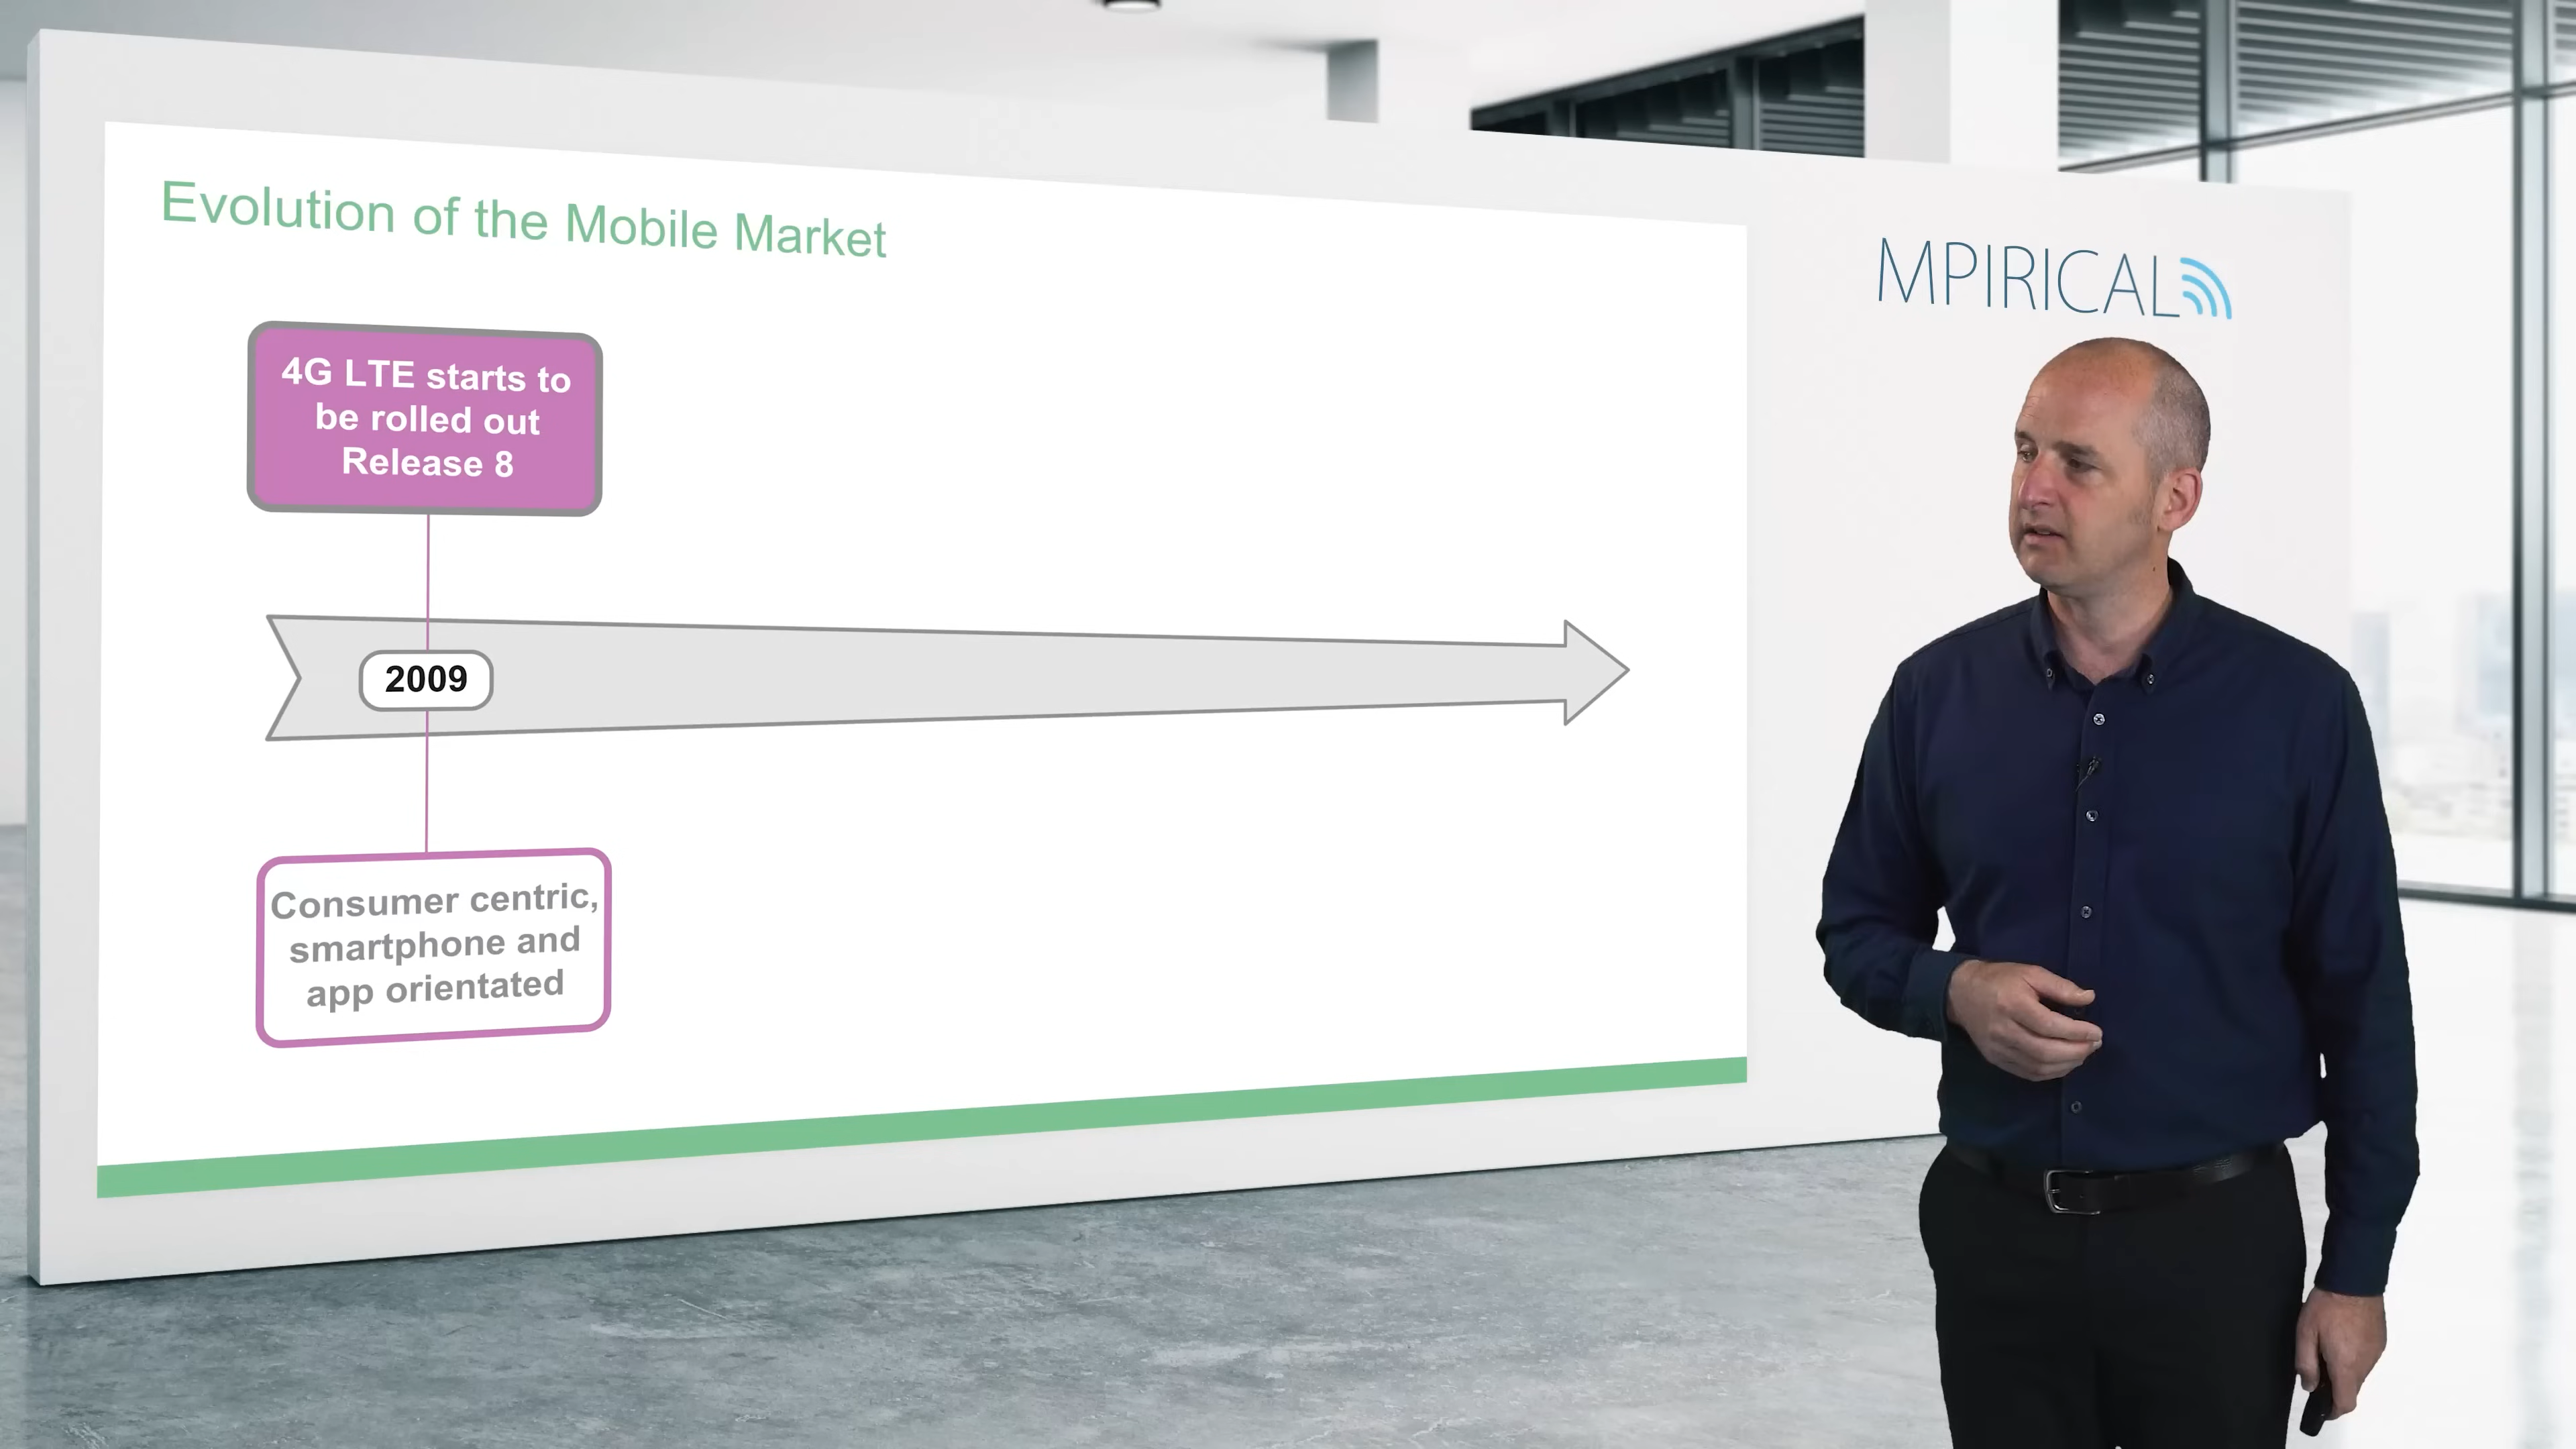 Evolution of the Mobile Market
MPIRICAL
4G LTE starts to
be rolled out
Release 8
2009
Consumer centric,
smartphone and
app orientated